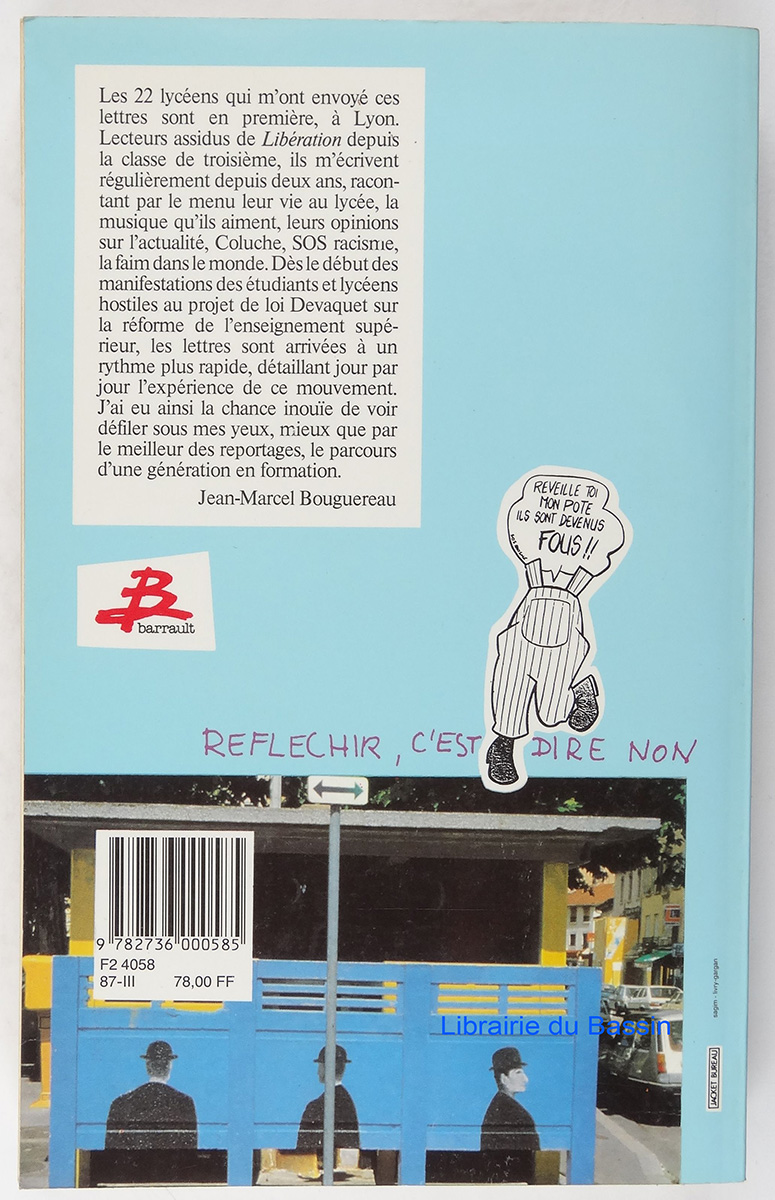 Les 22 lycéens qui m'ont envoyé ces
lettres sont en première, à Lyon.
Lecteurs assidus de Libération depuis
la classe de troisième, ils m'écrivent
régulièrement depuis deux ans, racon-
tant par le menu leur vie au lycée, la
musique qu'ils aiment, leurs opinions
sur l'actualité, Coluche, SOS racisme,
la faim dans le monde. Dès le début des
manifestations des étudiants et lycéens
hostiles au projet de loi Devaquet sur
la réforme de l'enseignement supé-
rieur, les lettres sont arrivées à un
rythme plus rapide, détaillant jour par
jour l'expérience de ce mouvement.
J'ai eu ainsi la chance inouïe de voir
défiler sous mes yeux, mieux que par
le meilleur des reportages, le parcours
d'une génération en formation.
Jean-Marcel Bouguereau
REVEILLE TOI
MON POTE
ILS SONT DEVENUS
FOUS!!
B
barrault
REFLECHIR, C'EST DIRE NON
9 782736 000585
F2 4058
87-III 78,00 FF
Librairie du Bassin
sagim - livry-gargan
JACKET BUREAU